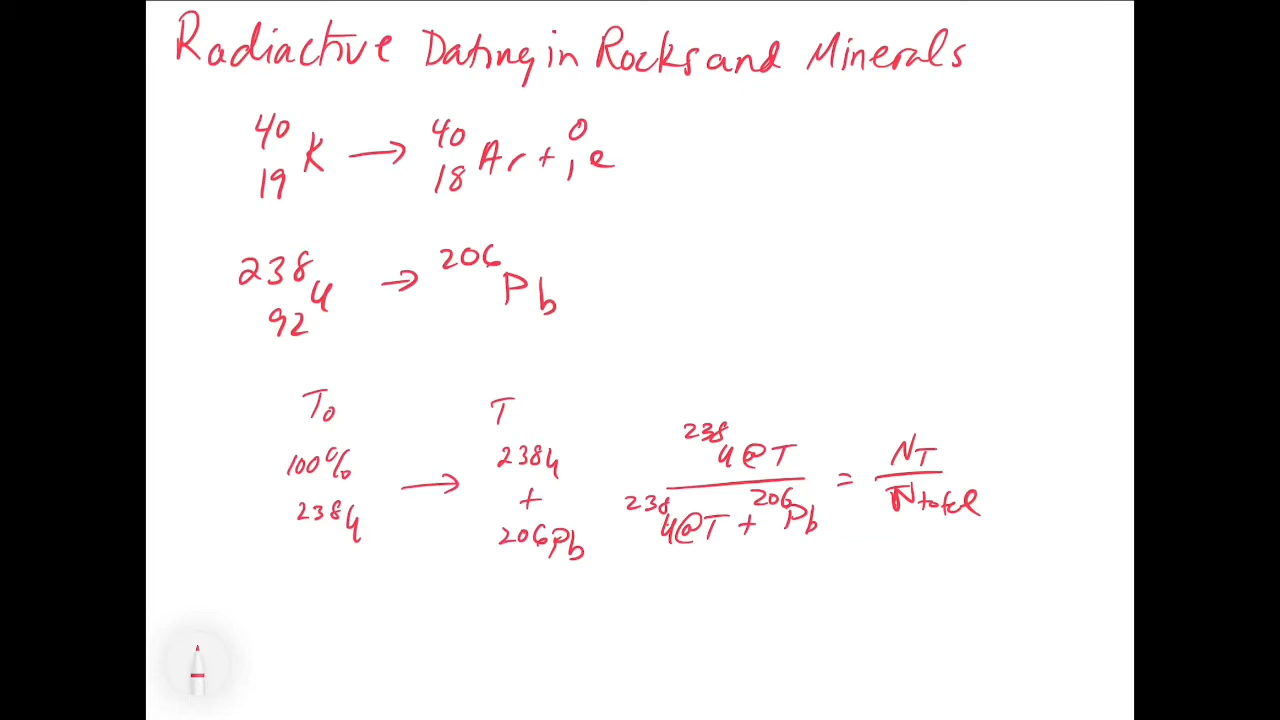 Radiactive Dating in Rocks and Minerals
40 40 0
K → Ar + e
19 18 1
238 206
U → Pb
92
T0 T
100% → 238U
238U +
206Pb
238U@T / 238U@T + 206Pb = NT / Ntotal